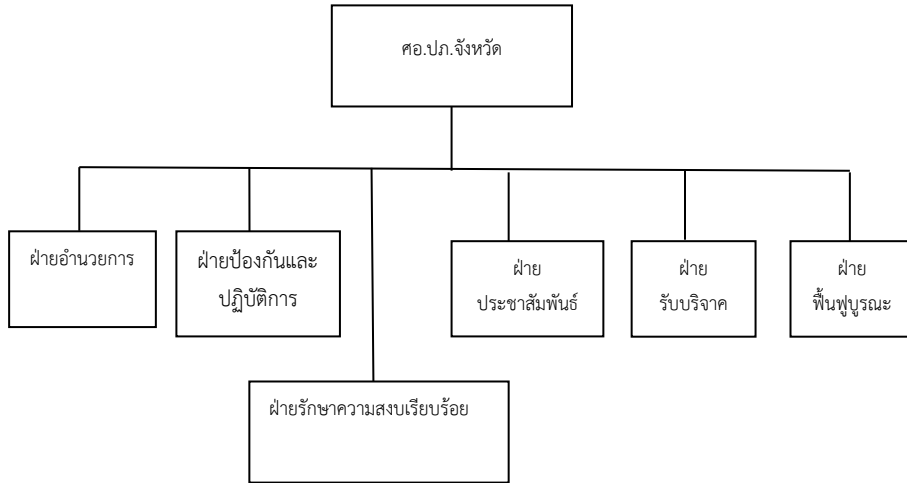 ศอ.ปภ.จังหวัด
ฝ่ายอำนวยการ
ฝ่ายป้องกันและ
ปฏิบัติการ
ฝ่าย
ประชาสัมพันธ์
ฝ่าย
รับบริจาค
ฝ่าย
ฟื้นฟูบูรณะ
ฝ่ายรักษาความสงบเรียบร้อย